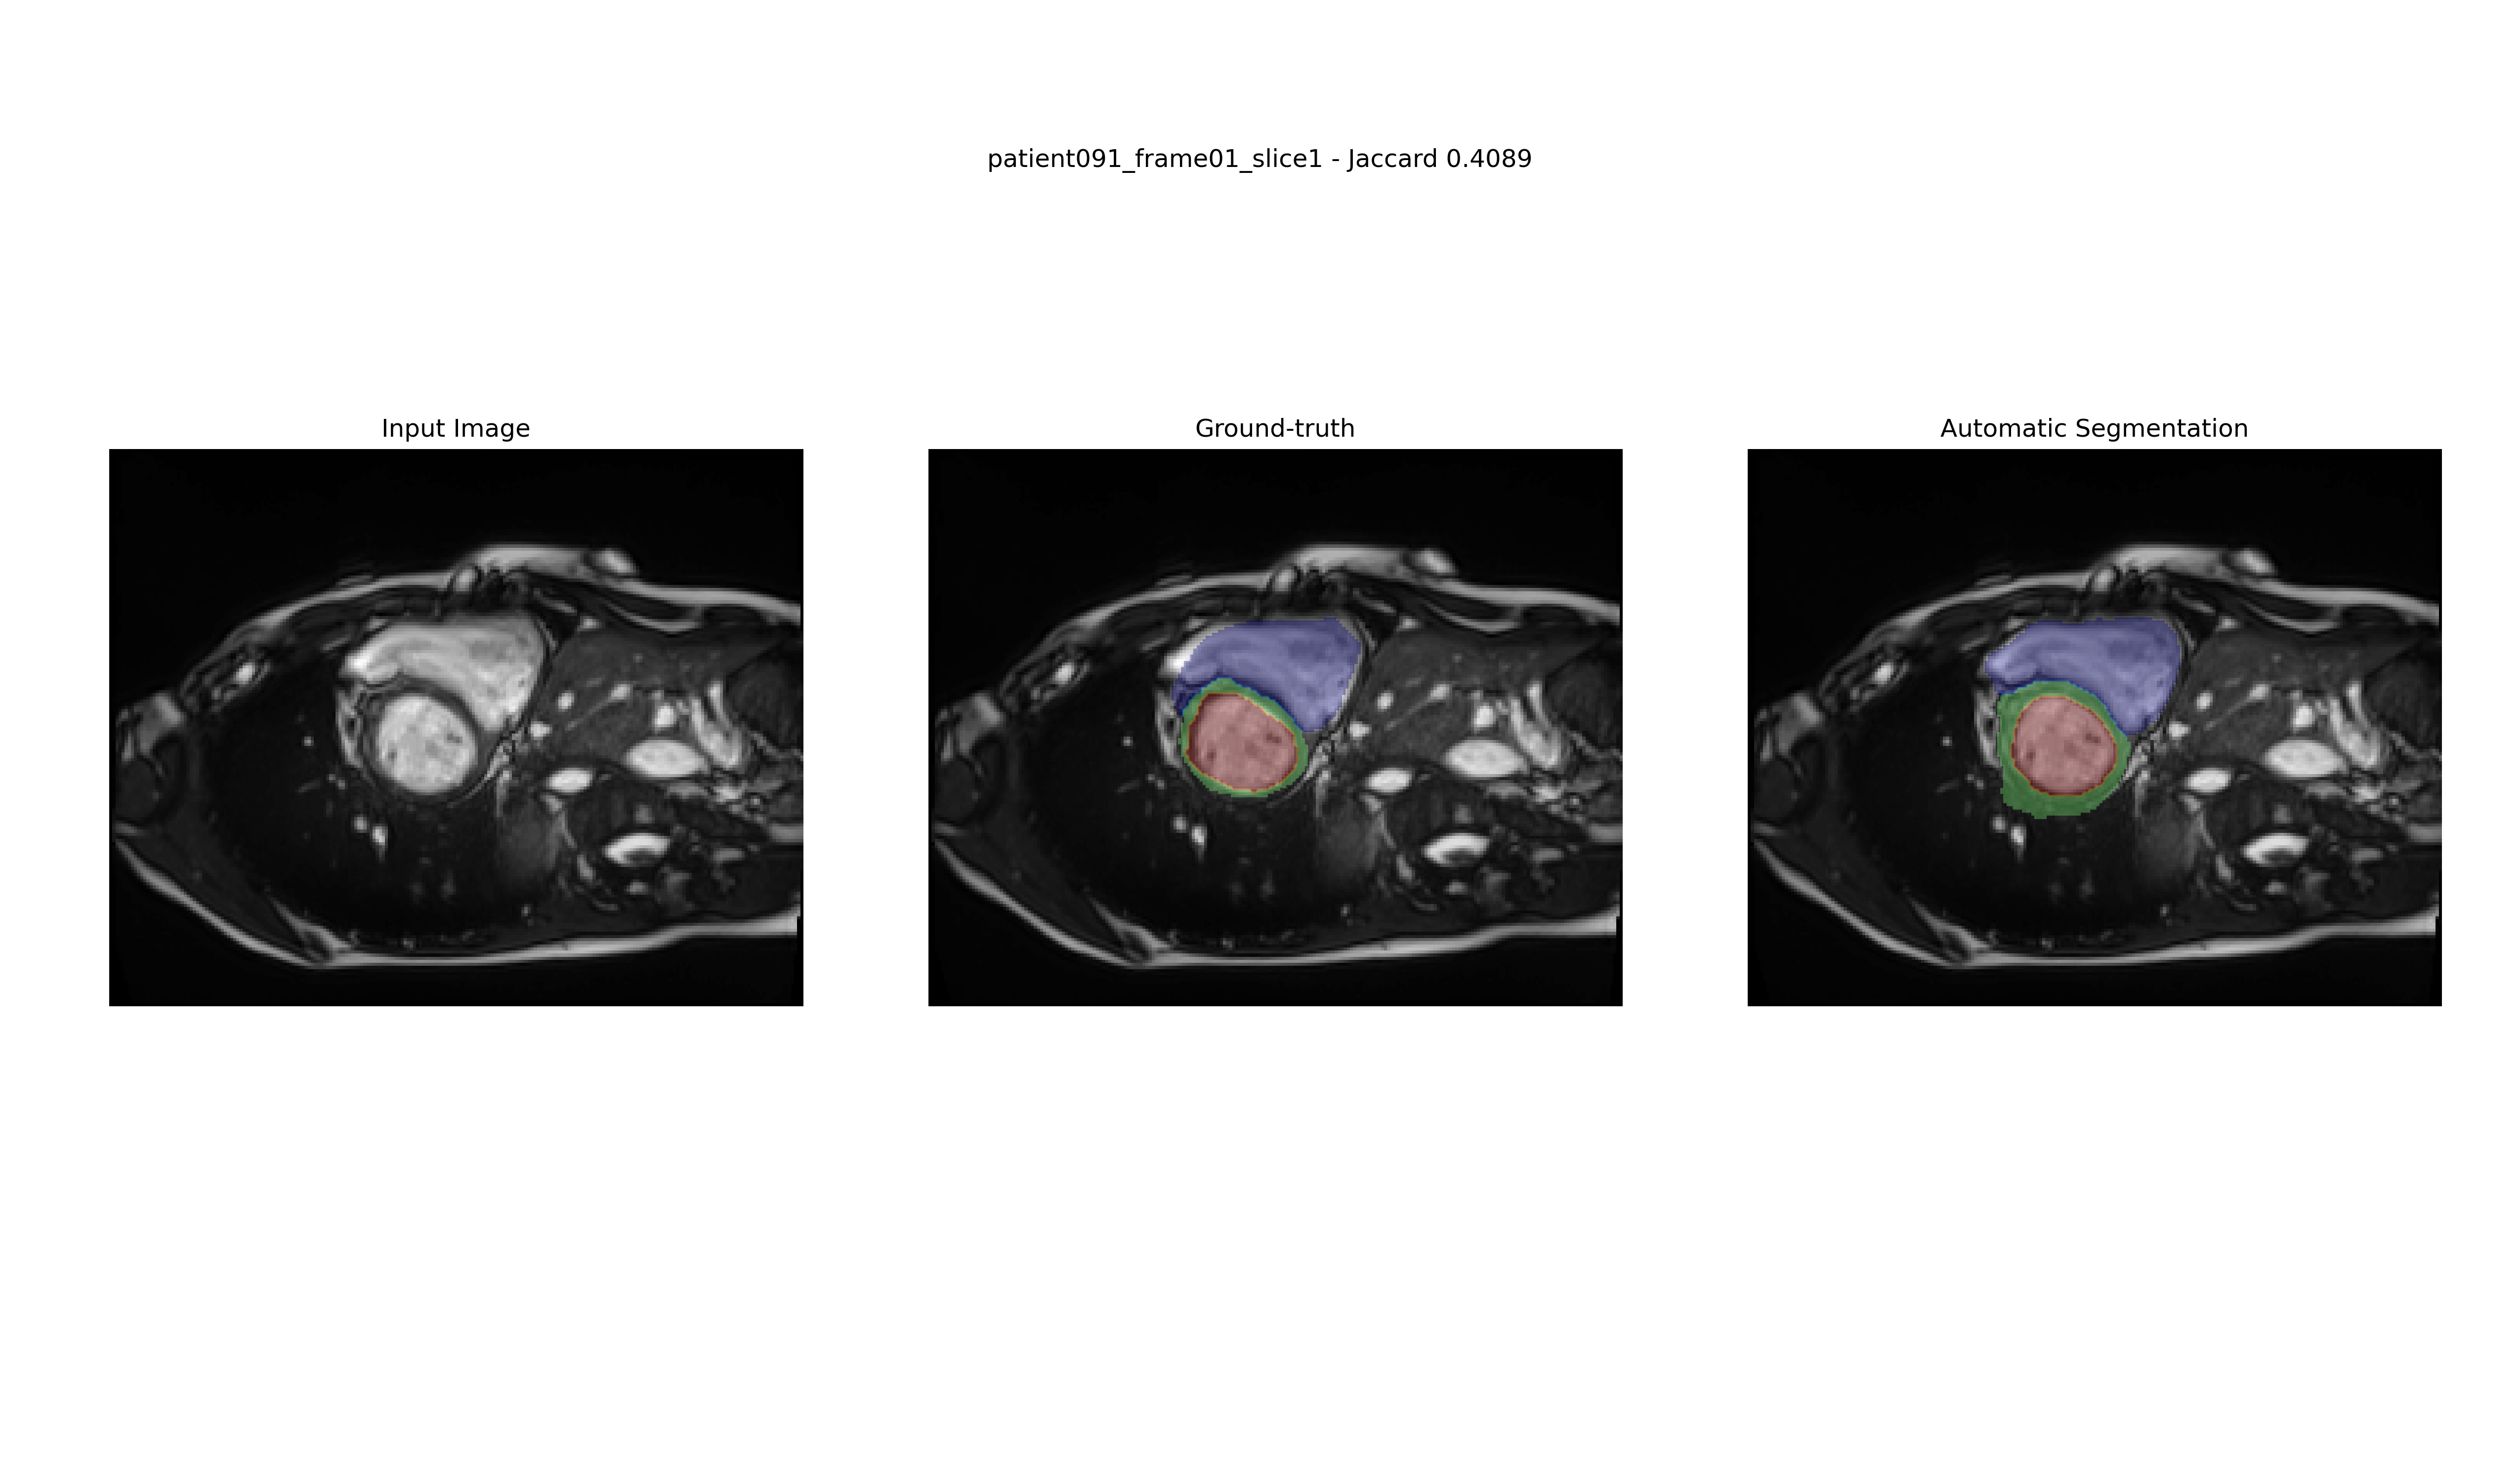 patient091_frame01_slice1 - Jaccard 0.4089
Input Image
Ground-truth
Automatic Segmentation